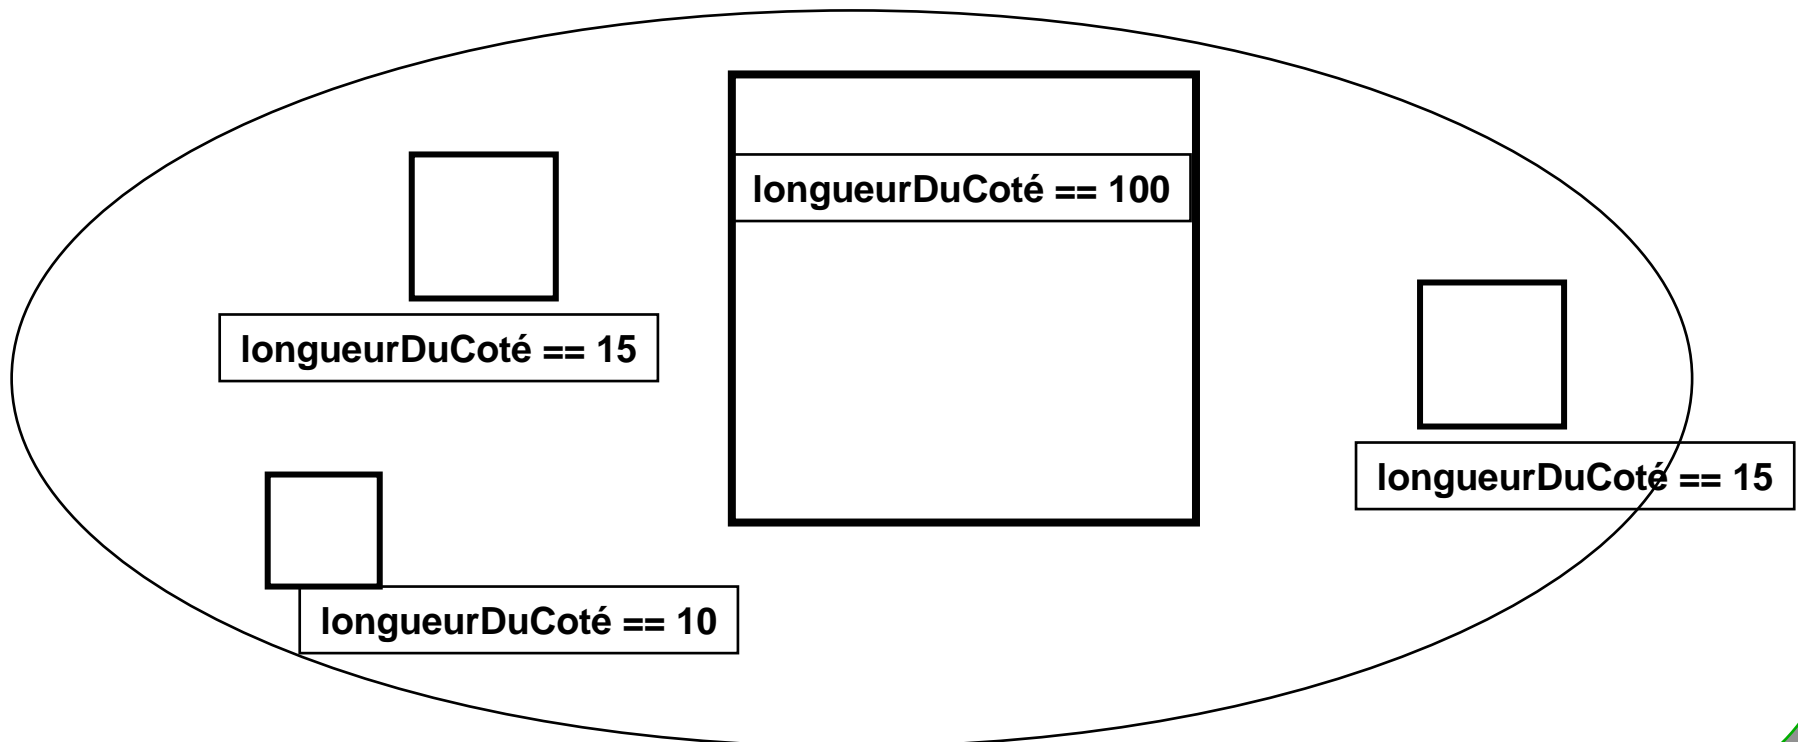 longueurDuCoté == 100
longueurDuCoté == 15
longueurDuCoté == 15
longueurDuCoté == 10